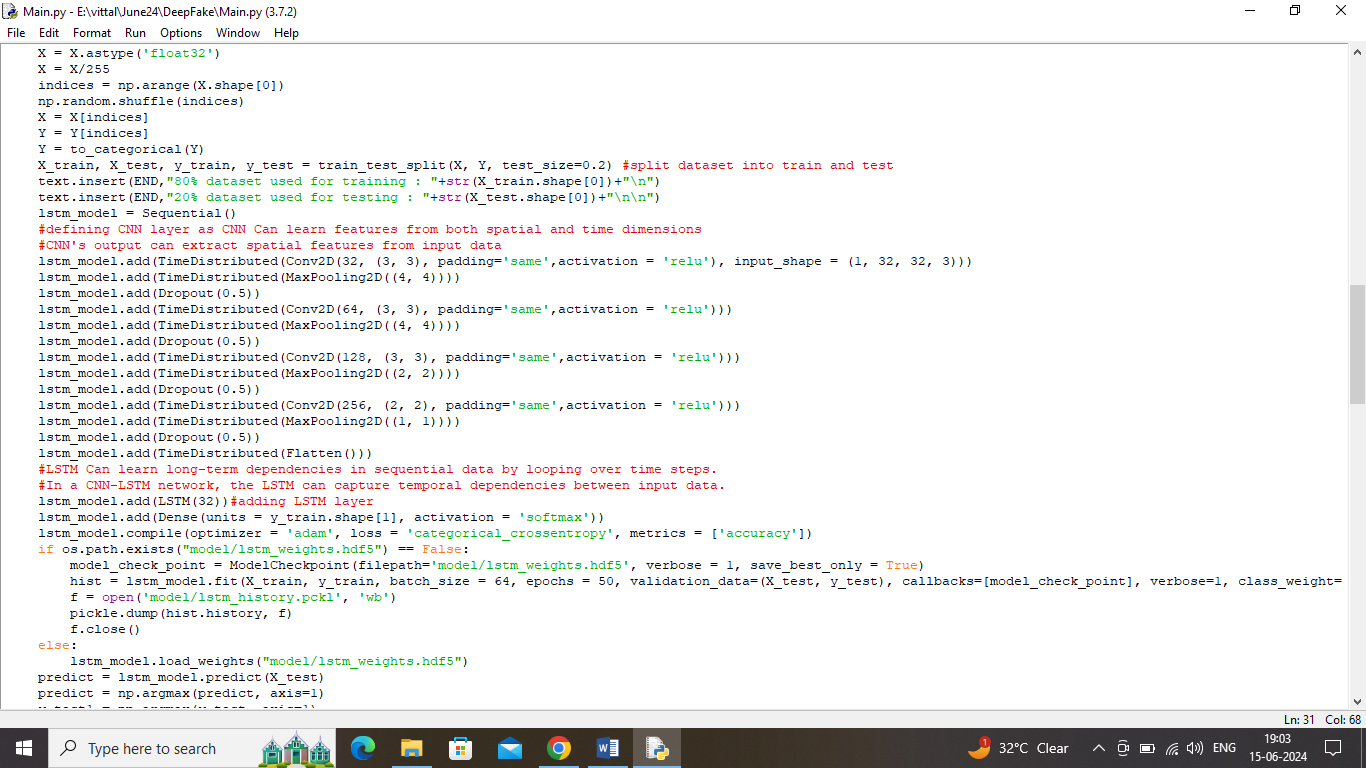 Main.py - E:\vittal\June24\DeepFake\Main.py (3.7.2)
File Edit Format Run Options Window Help
X = X.astype('float32')
X = X/255
indices = np.arange(X.shape[0])
np.random.shuffle(indices)
X = X[indices]
Y = Y[indices]
Y = to_categorical(Y)
X_train, X_test, y_train, y_test = train_test_split(X, Y, test_size=0.2) #split dataset into train and test
text.insert(END,"80% dataset used for training : "+str(X_train.shape[0])+"\n")
text.insert(END,"20% dataset used for testing : "+str(X_test.shape[0])+"\n\n")
lstm_model = Sequential()
#defining CNN layer as CNN Can learn features from both spatial and time dimensions
#CNN's output can extract spatial features from input data
lstm_model.add(TimeDistributed(Conv2D(32, (3, 3), padding='same',activation = 'relu'), input_shape = (1, 32, 32, 3)))
lstm_model.add(TimeDistributed(MaxPooling2D((4, 4))))
lstm_model.add(Dropout(0.5))
lstm_model.add(TimeDistributed(Conv2D(64, (3, 3), padding='same',activation = 'relu')))
lstm_model.add(TimeDistributed(MaxPooling2D((4, 4))))
lstm_model.add(Dropout(0.5))
lstm_model.add(TimeDistributed(Conv2D(128, (3, 3), padding='same',activation = 'relu')))
lstm_model.add(TimeDistributed(MaxPooling2D((2, 2))))
lstm_model.add(Dropout(0.5))
lstm_model.add(TimeDistributed(Conv2D(256, (2, 2), padding='same',activation = 'relu')))
lstm_model.add(TimeDistributed(MaxPooling2D((1, 1))))
lstm_model.add(Dropout(0.5))
lstm_model.add(TimeDistributed(Flatten()))
#LSTM Can learn long-term dependencies in sequential data by looping over time steps.
#In a CNN-LSTM network, the LSTM can capture temporal dependencies between input data.
lstm_model.add(LSTM(32))#adding LSTM layer
lstm_model.add(Dense(units = y_train.shape[1], activation = 'softmax'))
lstm_model.compile(optimizer = 'adam', loss = 'categorical_crossentropy', metrics = ['accuracy'])
if os.path.exists("model/lstm_weights.hdf5") == False:
model_check_point = ModelCheckpoint(filepath='model/lstm_weights.hdf5', verbose = 1, save_best_only = True)
hist = lstm_model.fit(X_train, y_train, batch_size = 64, epochs = 50, validation_data=(X_test, y_test), callbacks=[model_check_point], verbose=1, class_weight=
f = open('model/lstm_history.pckl', 'wb')
pickle.dump(hist.history, f)
f.close()
else:
lstm_model.load_weights("model/lstm_weights.hdf5")
predict = lstm_model.predict(X_test)
predict = np.argmax(predict, axis=1)
Ln: 31 Col: 68
Type here to search
1
32°C Clear
ENG
19:03
15-06-2024